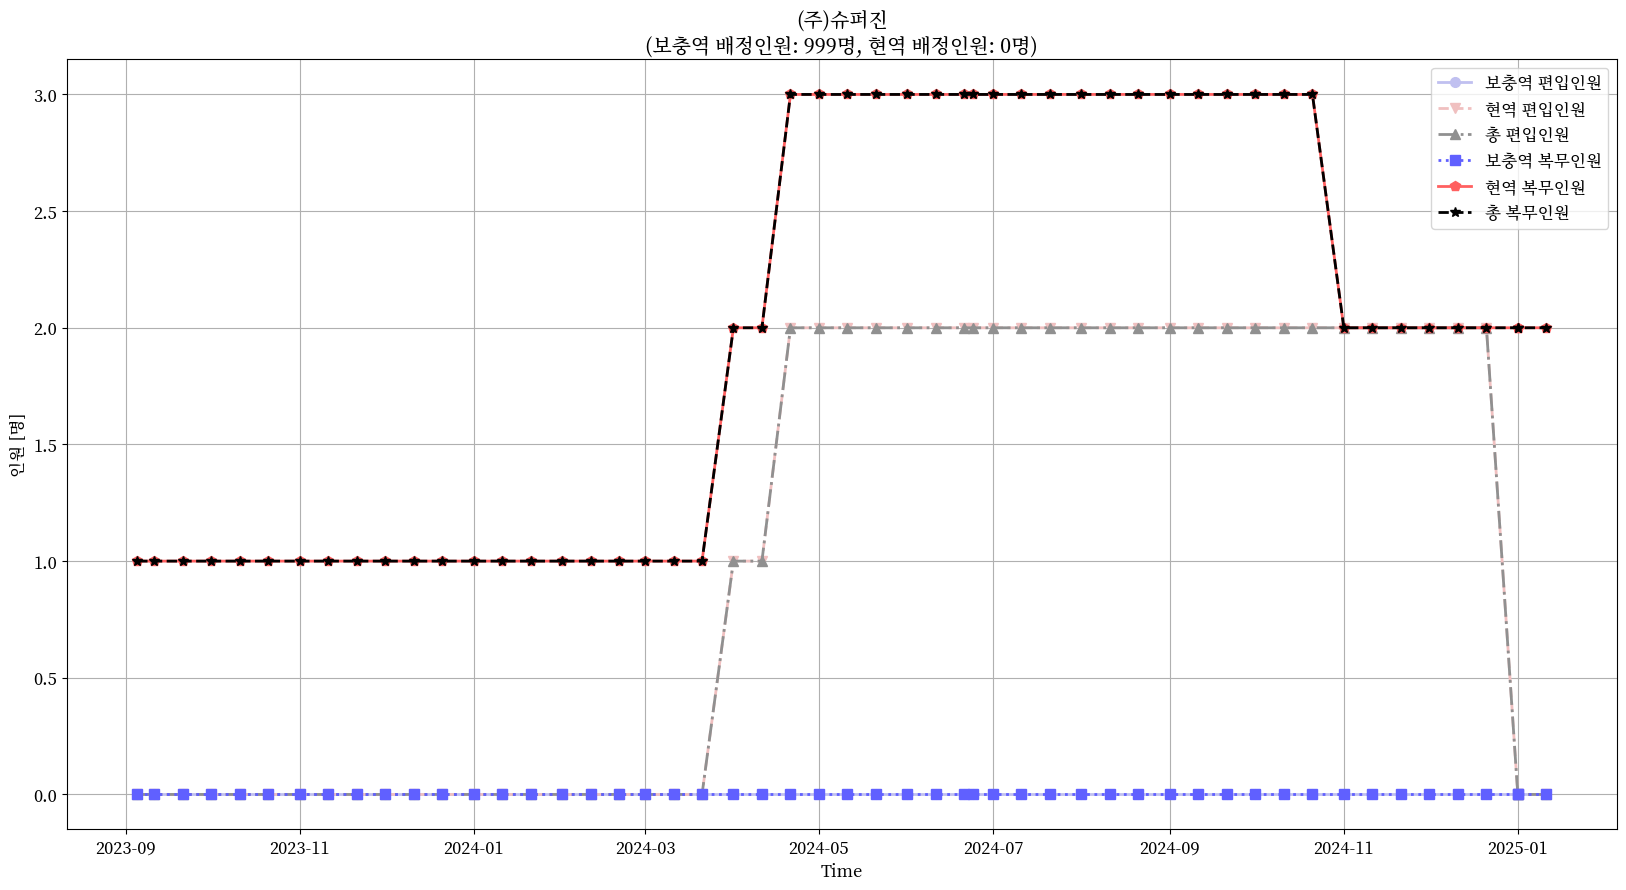 (주)슈퍼진
(보충역 배정인원: 999명, 현역 배정인원: 0명)
보충역 편입인원
현역 편입인원
총 편입인원
보충역 복무인원
현역 복무인원
총 복무인원
인원 [명]
3.0
2.5
2.0
1.5
1.0
0.5
0.0
2023-09
2023-11
2024-01
2024-03
2024-05
2024-07
2024-09
2024-11
2025-01
Time